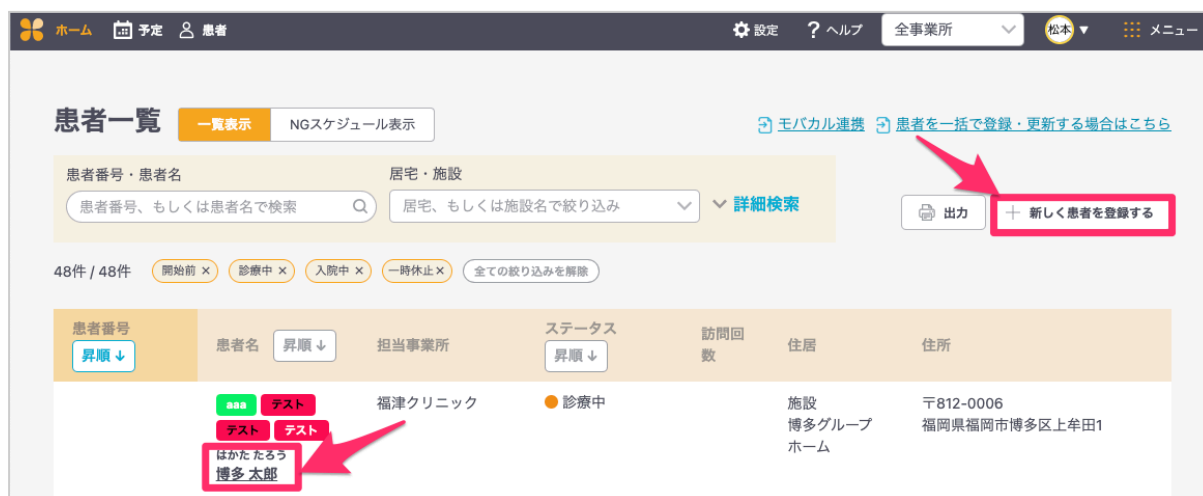 ホーム 予定 患者 設定 ? ヘルプ 全事業所 松本 ▼ メニュー
患者一覧 一覧表示 NGスケジュール表示 モバカル連携 患者を一括で登録・更新する場合はこちら
患者番号・患者名 居宅・施設
患者番号、もしくは患者名で検索 居宅、もしくは施設名で絞り込み 詳細検索 出力 + 新しく患者を登録する
48件 / 48件 開始前 × 診療中 × 入院中 × 一時休止 × 全ての絞り込みを解除
患者番号 昇順↓ 患者名 昇順↓ 担当事業所 ステータス 昇順↓ 訪問回数 住居 住所
aaa テスト 福津クリニック 診療中 施設 〒812-0006
テスト テスト 博多グループ 福岡県福岡市博多区上牟田1
はかた たろう ホーム
博多 太郎